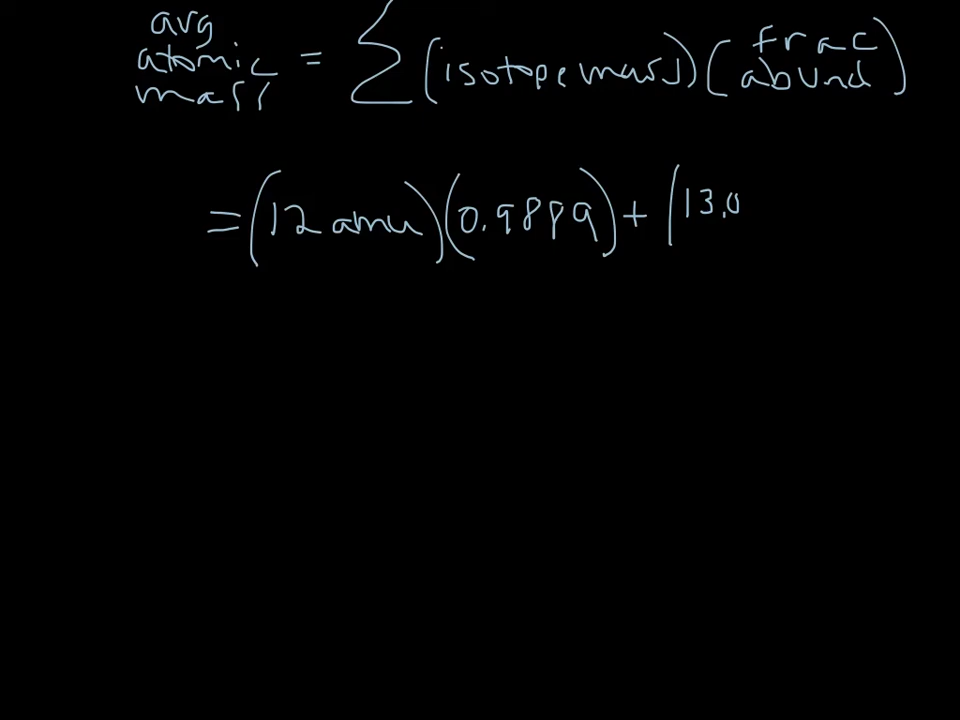 avg
atomic
mass
= ∑ (isotope mass) (frac abund)
= (12 amu)(0.9889) + (13.0